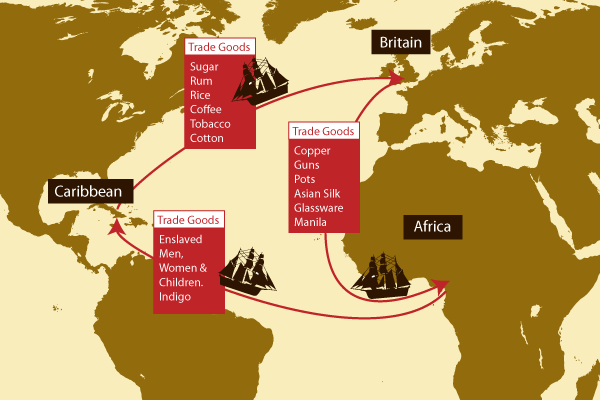 Britain
Trade Goods
Sugar
Rum
Rice
Coffee
Tobacco
Cotton
Trade Goods
Copper
Guns
Pots
Asian Silk
Glassware
Manila
Caribbean
Trade Goods
Enslaved
Men,
Women &
Children.
Indigo
Africa